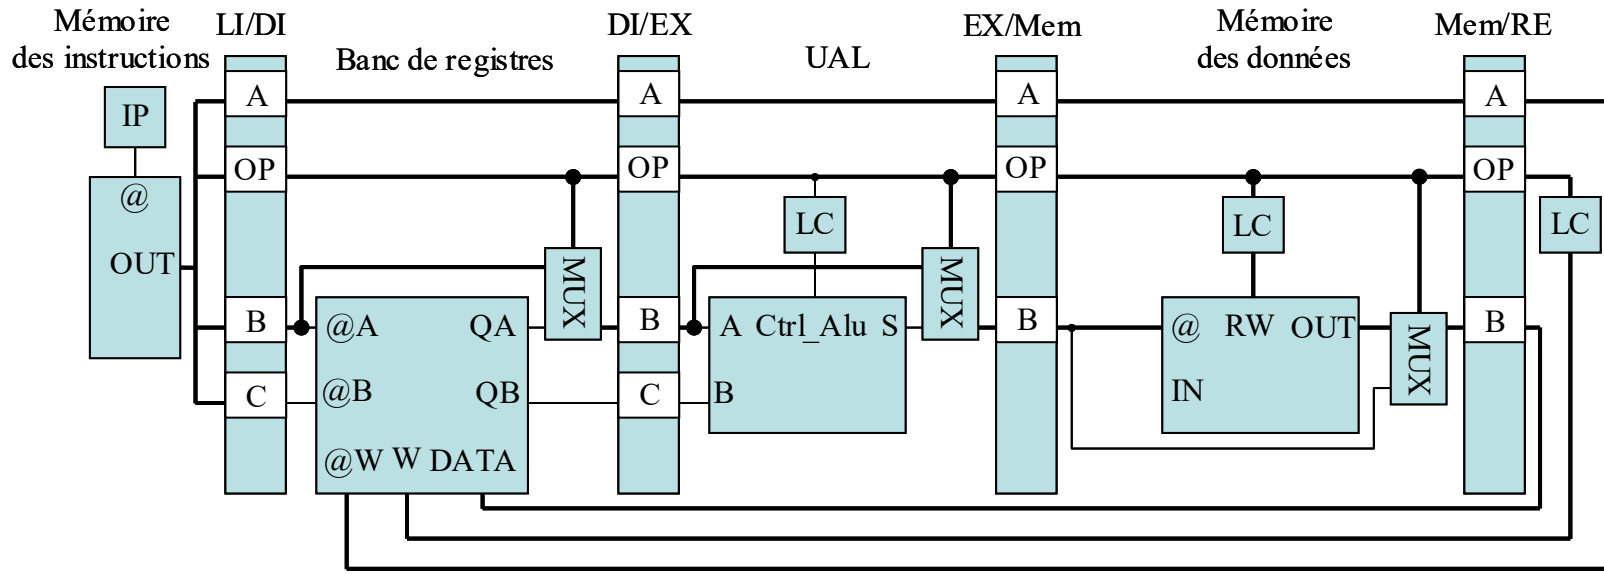 Mémoire
des instructions
LI/DI
Banc de registres
DI/EX
UAL
EX/Mem
Mémoire
des données
Mem/RE
IP
@
OUT
A
OP
B
C
@A
QA
@B
QB
@W
W
DATA
MUX
A
OP
B
C
LC
A
Ctrl_Alu
S
B
MUX
A
OP
B
LC
@
RW
OUT
IN
MUX
A
OP
B
LC